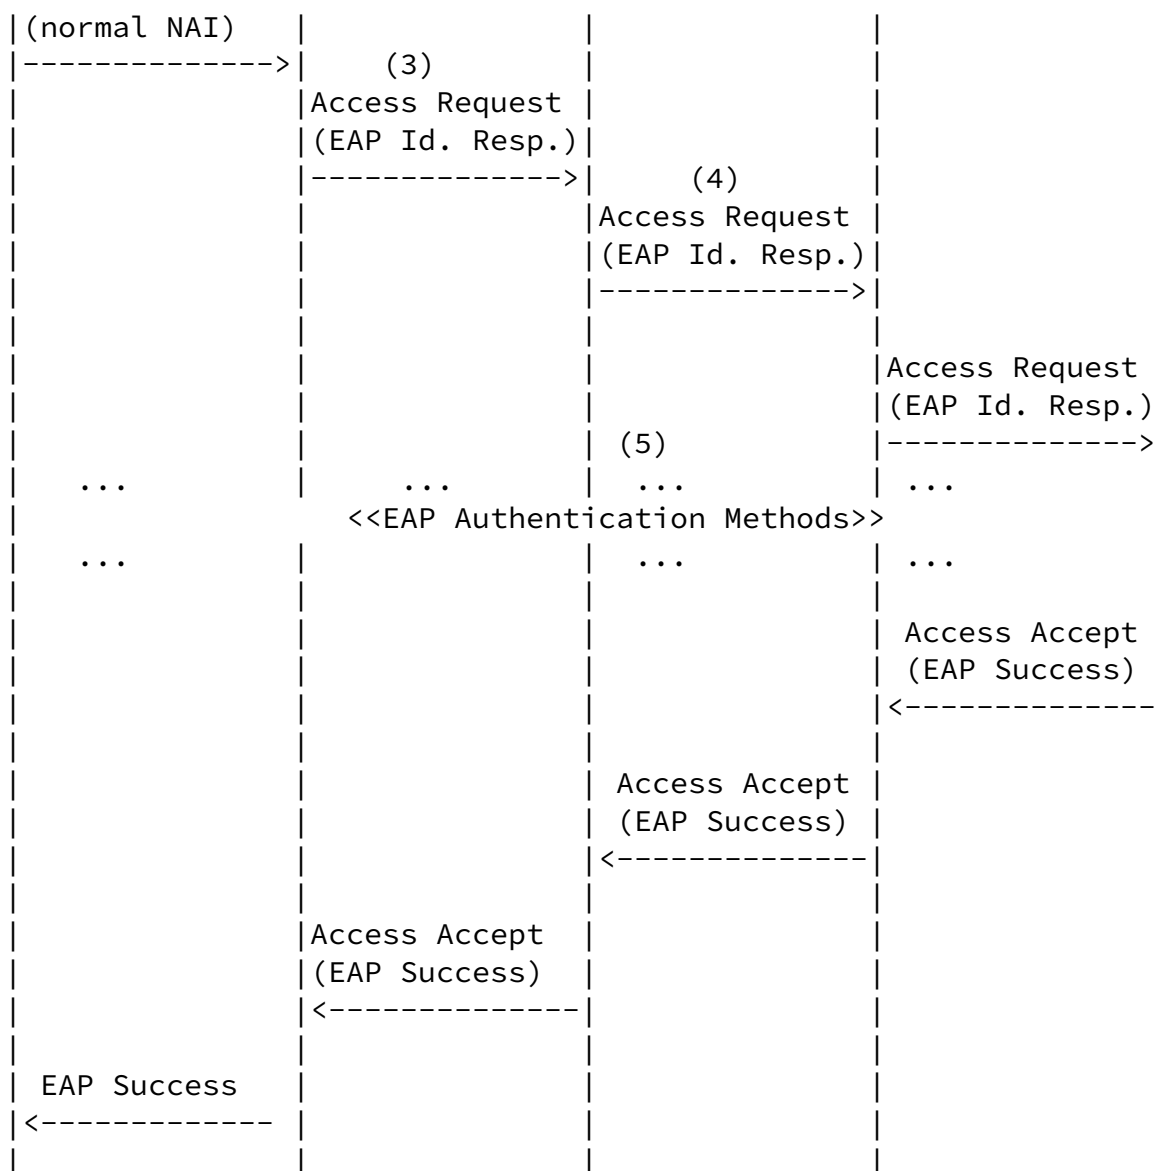 (normal NAI)
(3)
Access Request
(EAP Id. Resp.)
(4)
Access Request
(EAP Id. Resp.)
Access Request
(EAP Id. Resp.)
(5)
... ... ... ...
<<EAP Authentication Methods>>
... ... ...
Access Accept
(EAP Success)
Access Accept
(EAP Success)
Access Accept
(EAP Success)
EAP Success